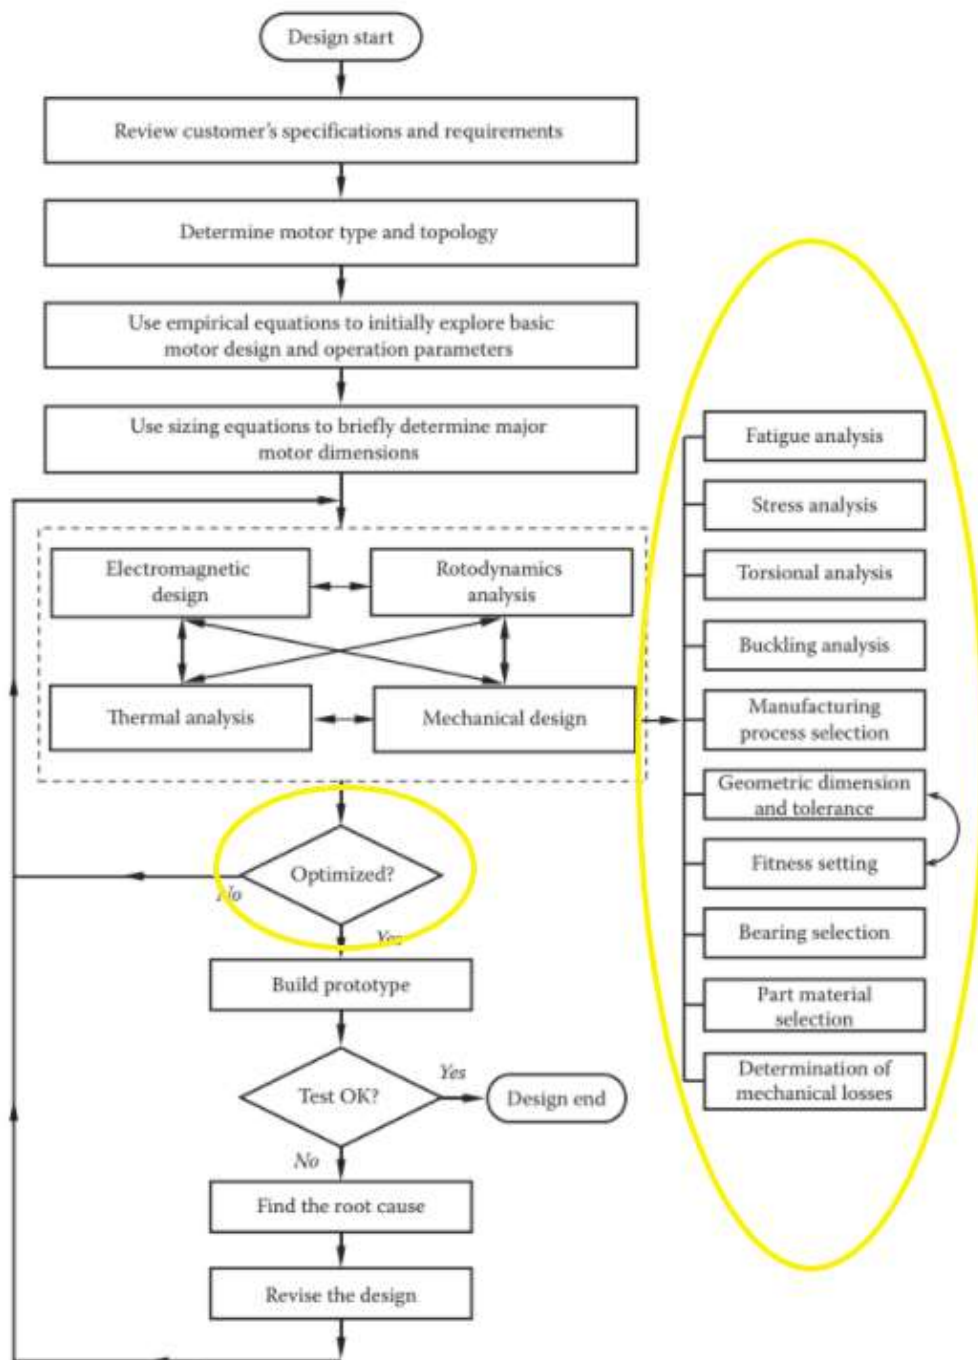 Design start
Review customer's specifications and requirements
Determine motor type and topology
Use empirical equations to initially explore basic
motor design and operation parameters
Use sizing equations to briefly determine major
motor dimensions
Electromagnetic
design
Rotodynamics
analysis
Thermal analysis
Mechanical design
Optimized?
No
Yes
Build prototype
Test OK?
Yes
Design end
No
Find the root cause
Revise the design
Fatigue analysis
Stress analysis
Torsional analysis
Buckling analysis
Manufacturing
process selection
Geometric dimension
and tolerance
Fitness setting
Bearing selection
Part material
selection
Determination of
mechanical losses